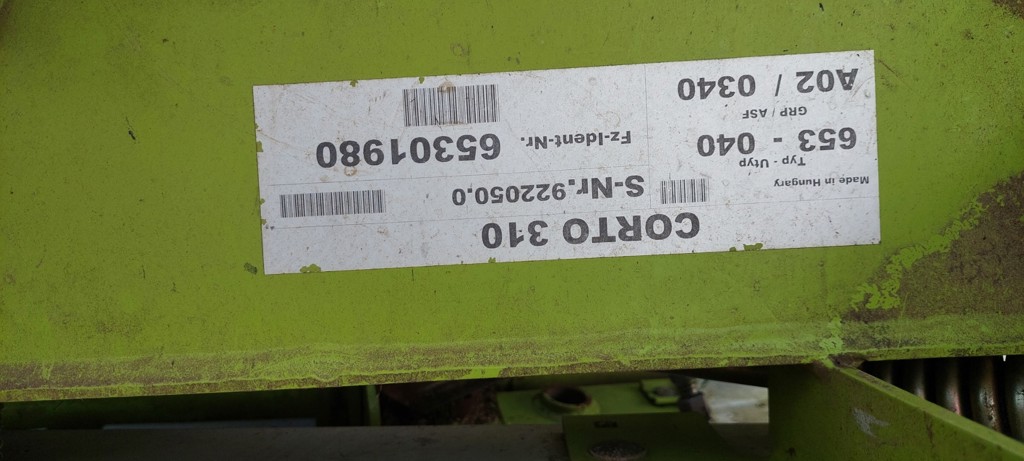 CORTO 310
Made in Hungary
S-Nr.922050.0
Typ - Utyp
653 - 040
Fz-Ident-Nr. 65301980
GRP / ASF
A02 / 0340